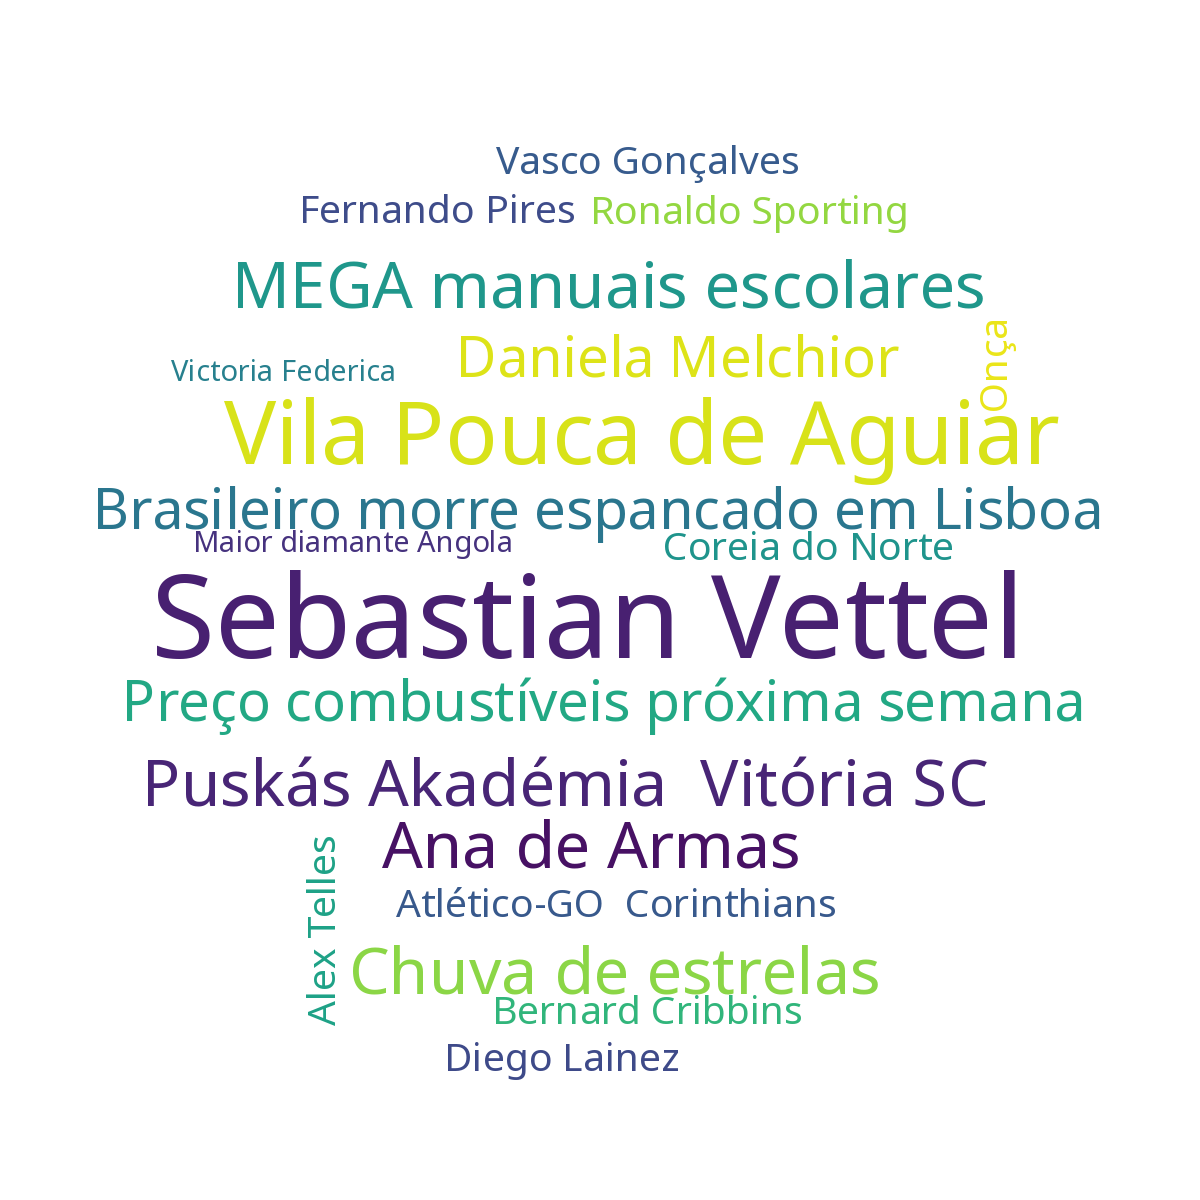 Vasco Gonçalves
Fernando Pires
Ronaldo Sporting
MEGA manuais escolares
Onça
Daniela Melchior
Victoria Federica
Vila Pouca de Aguiar
Brasileiro morre espancado em Lisboa
Maior diamante Angola
Coreia do Norte
Sebastian Vettel
Preço combustíveis próxima semana
Puskás Akadémia Vitória SC
Ana de Armas
Alex Telles
Atlético-GO Corinthians
Chuva de estrelas
Bernard Cribbins
Diego Lainez